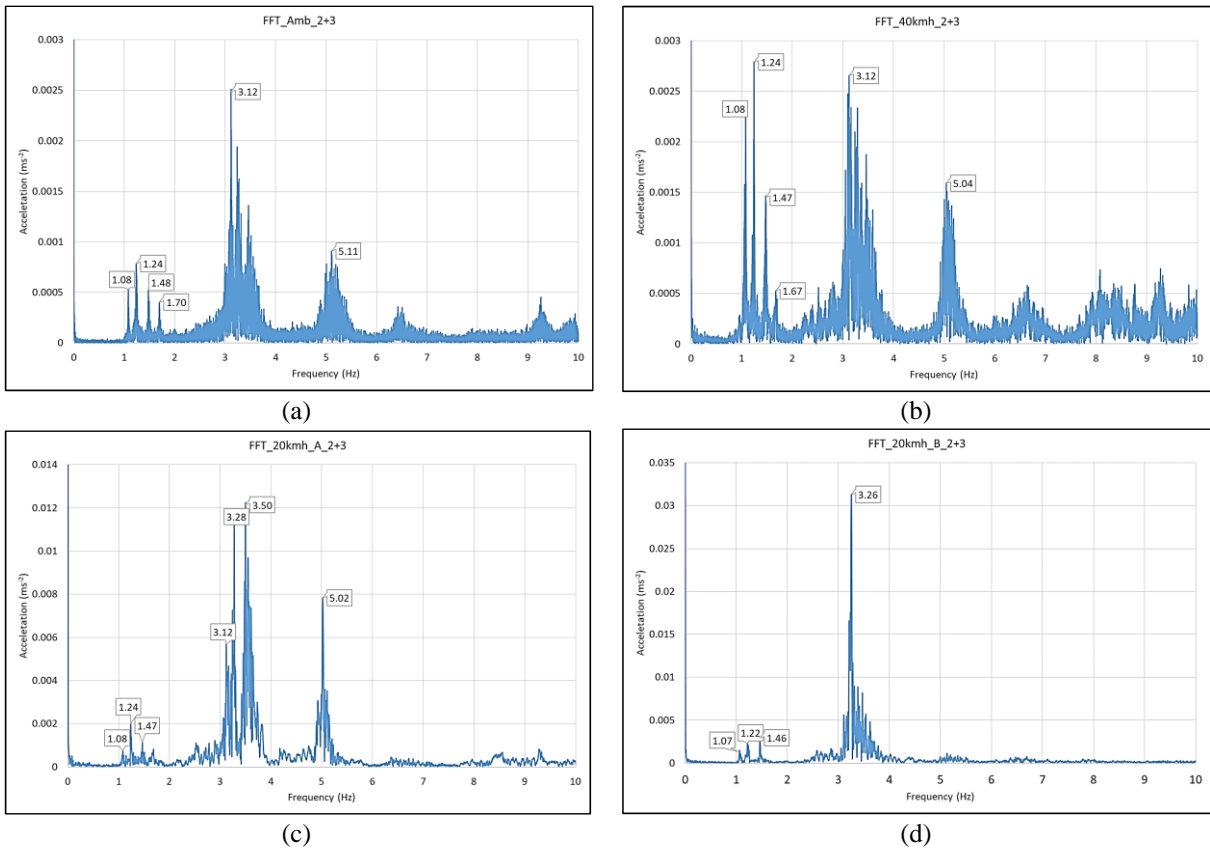 FFT_Amb_2+3
0.003
0.0025
0.002
0.0015
0.001
0.0005
0
Acceletation (ms⁻²)
1.08
1.24
1.48
1.70
3.12
5.11
0 1 2 3 4 5 6 7 8 9 10
Frequency (Hz)
(a)
FFT_40kmh_2+3
0.003
0.0025
0.002
0.0015
0.001
0.0005
0
Acceletation (ms⁻²)
1.08
1.24
1.47
1.67
3.12
5.04
0 1 2 3 4 5 6 7 8 9 10
Frequency (Hz)
(b)
FFT_20kmh_A_2+3
0.014
0.012
0.01
0.008
0.006
0.004
0.002
0
Acceletation (ms⁻²)
1.08
1.24
1.47
3.12
3.28
3.50
5.02
0 1 2 3 4 5 6 7 8 9 10
Frequency (Hz)
(c)
FFT_20kmh_B_2+3
0.035
0.03
0.025
0.02
0.015
0.01
0.005
0
Acceletation (ms⁻²)
1.07
1.22
1.46
3.26
0 1 2 3 4 5 6 7 8 9 10
Frequency (Hz)
(d)